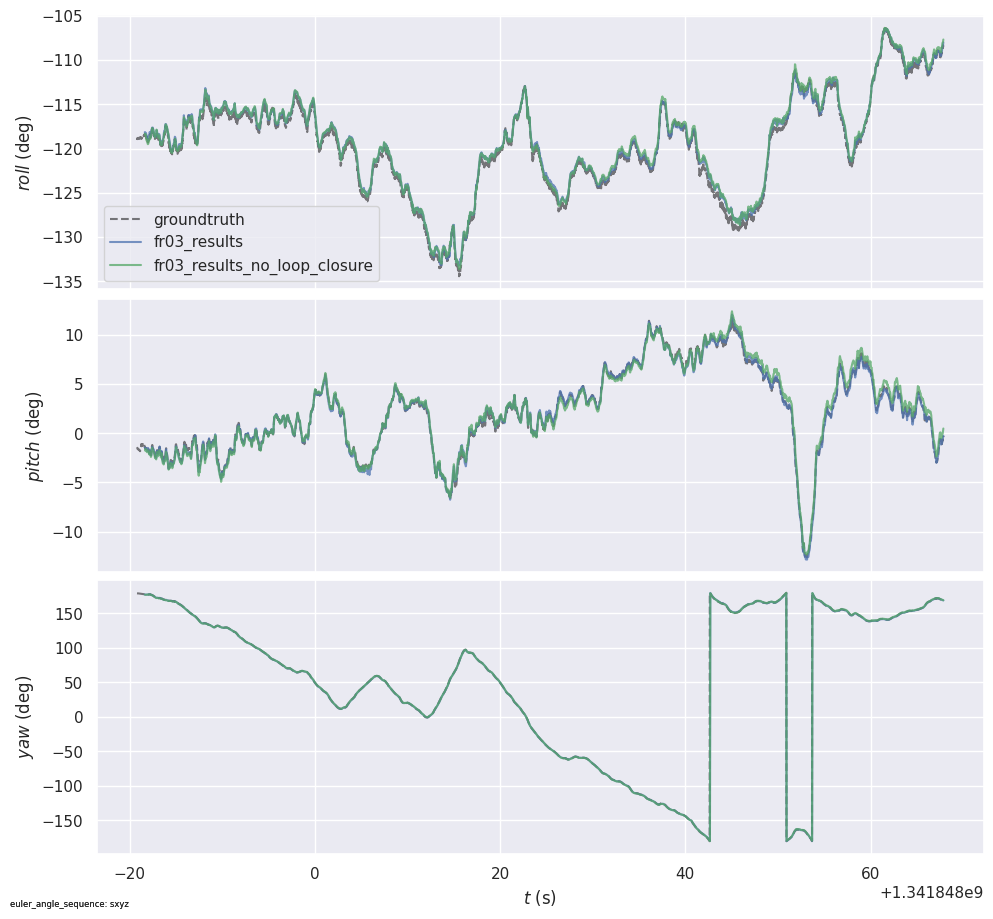 −105
−110
−115
−120
−125
−130
−135
roll (deg)
groundtruth
fr03_results
fr03_results_no_loop_closure
10
5
0
−5
−10
pitch (deg)
150
100
50
0
−50
−100
−150
yaw (deg)
−20 0 20 40 60
t (s)
+1.341848e9
euler_angle_sequence: sxyz